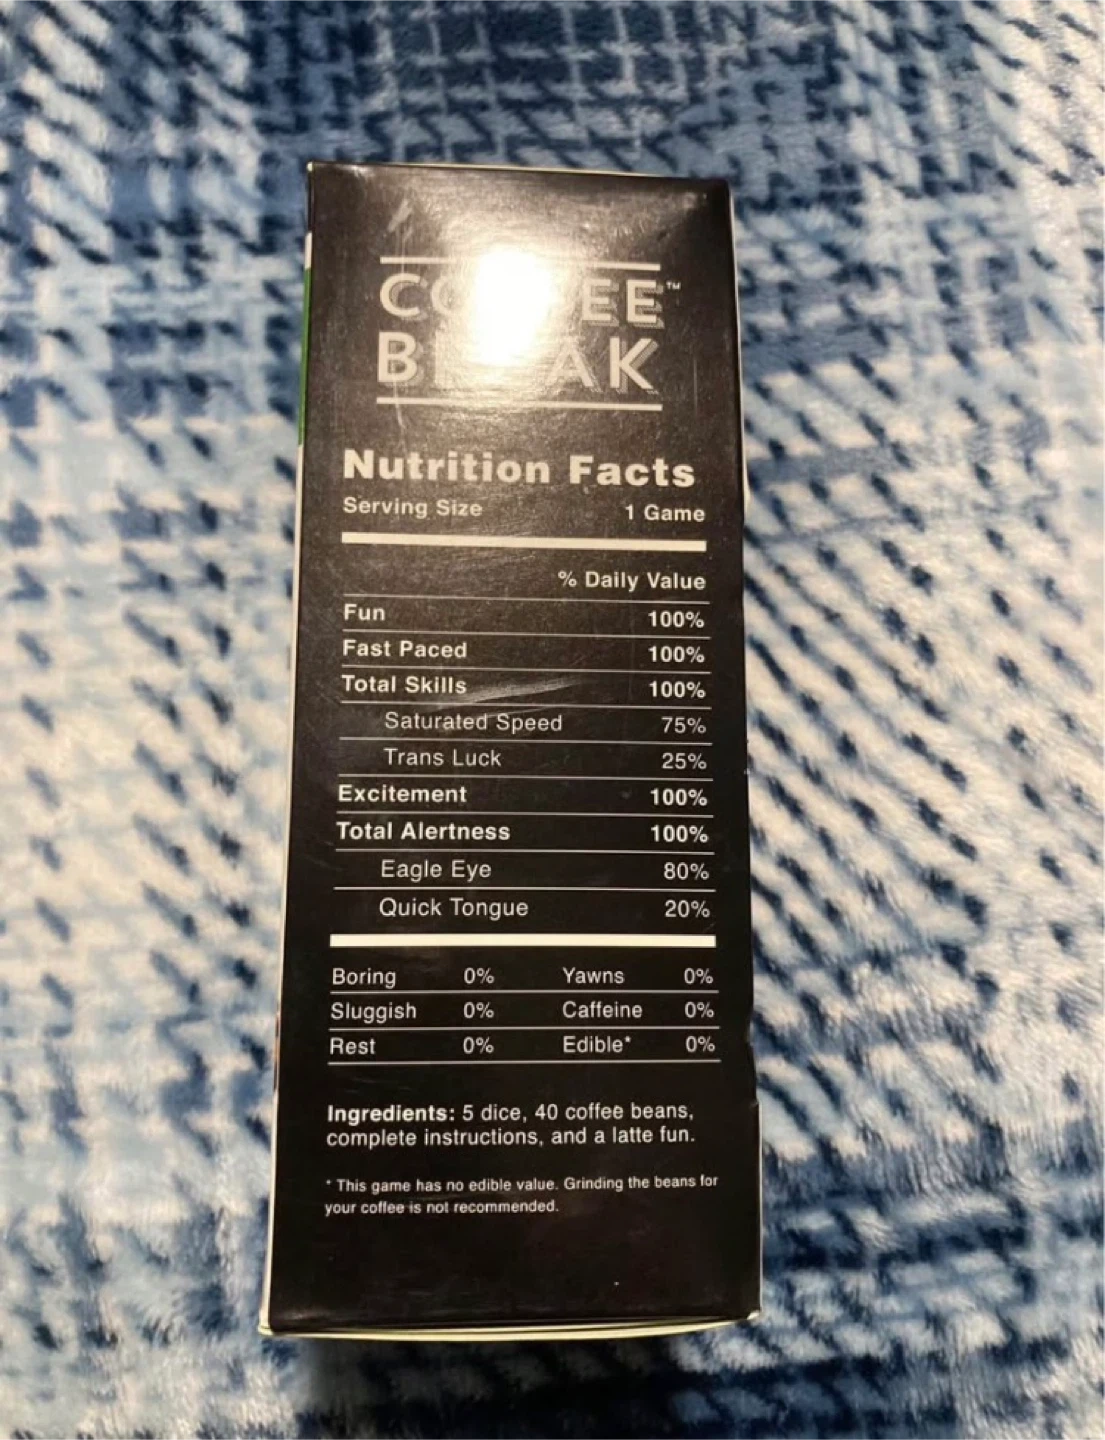 COFFEE™
BREAK
Nutrition Facts
Serving Size 1 Game
% Daily Value
Fun 100%
Fast Paced 100%
Total Skills 100%
Saturated Speed 75%
Trans Luck 25%
Excitement 100%
Total Alertness 100%
Eagle Eye 80%
Quick Tongue 20%
Boring 0% Yawns 0%
Sluggish 0% Caffeine 0%
Rest 0% Edible* 0%
Ingredients: 5 dice, 40 coffee beans,
complete instructions, and a latte fun.
* This game has no edible value. Grinding the beans for
your coffee is not recommended.